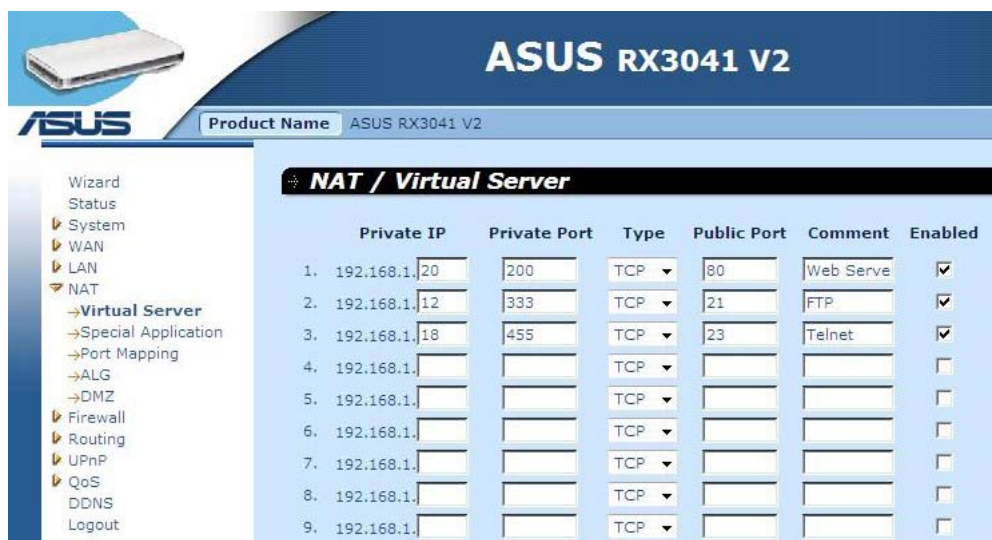 ASUS RX3041 V2
ASUS
Product Name ASUS RX3041 V2
Wizard
Status
System
WAN
LAN
NAT
Virtual Server
Special Application
Port Mapping
ALG
DMZ
Firewall
Routing
UPnP
QoS
DDNS
Logout
NAT / Virtual Server
Private IP Private Port Type Public Port Comment Enabled
1. 192.168.1. 20 200 TCP 80 Web Serve
2. 192.168.1. 12 333 TCP 21 FTP
3. 192.168.1. 18 455 TCP 23 Telnet
4. 192.168.1. TCP
5. 192.168.1. TCP
6. 192.168.1. TCP
7. 192.168.1. TCP
8. 192.168.1. TCP
9. 192.168.1. TCP